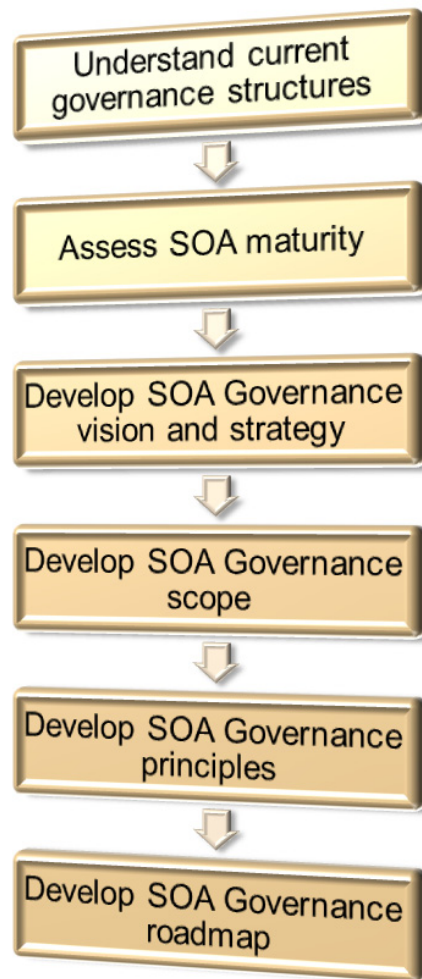 Understand current
governance structures
Assess SOA maturity
Develop SOA Governance
vision and strategy
Develop SOA Governance
scope
Develop SOA Governance
principles
Develop SOA Governance
roadmap